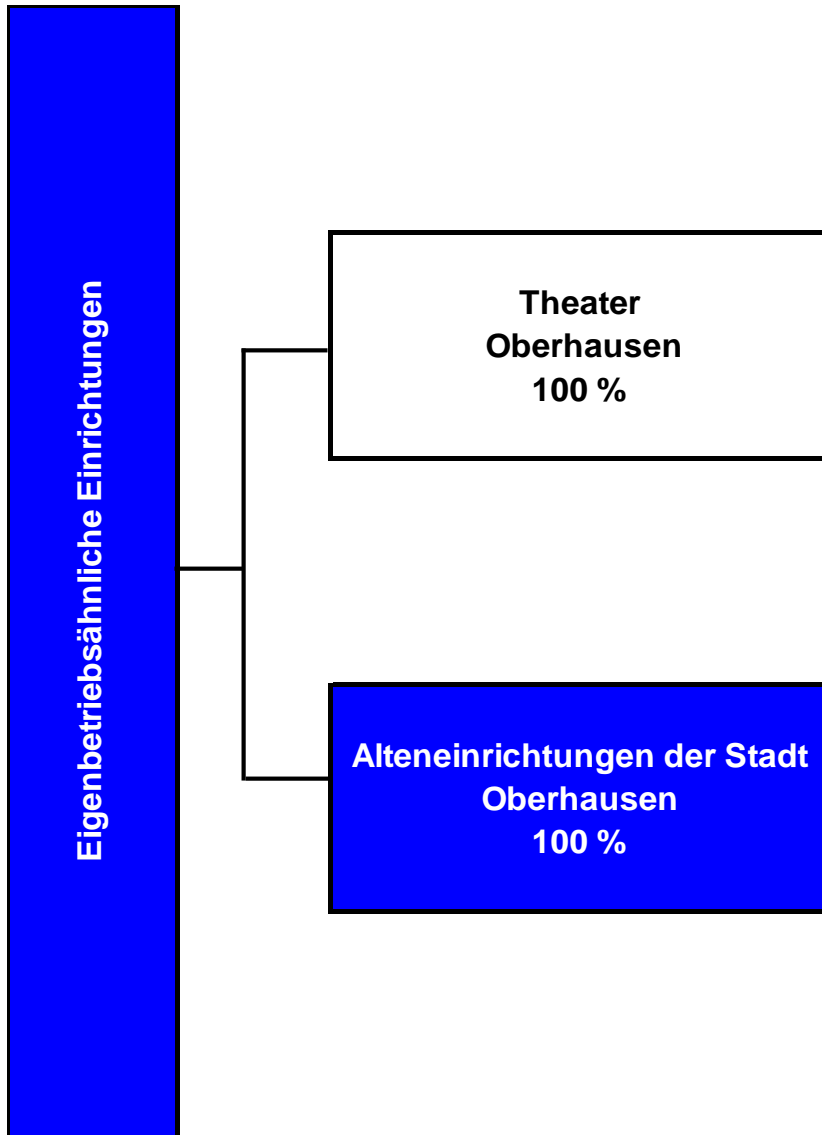 Eigenbetriebsähnliche Einrichtungen
Theater
Oberhausen
100 %
Alteneinrichtungen der Stadt
Oberhausen
100 %